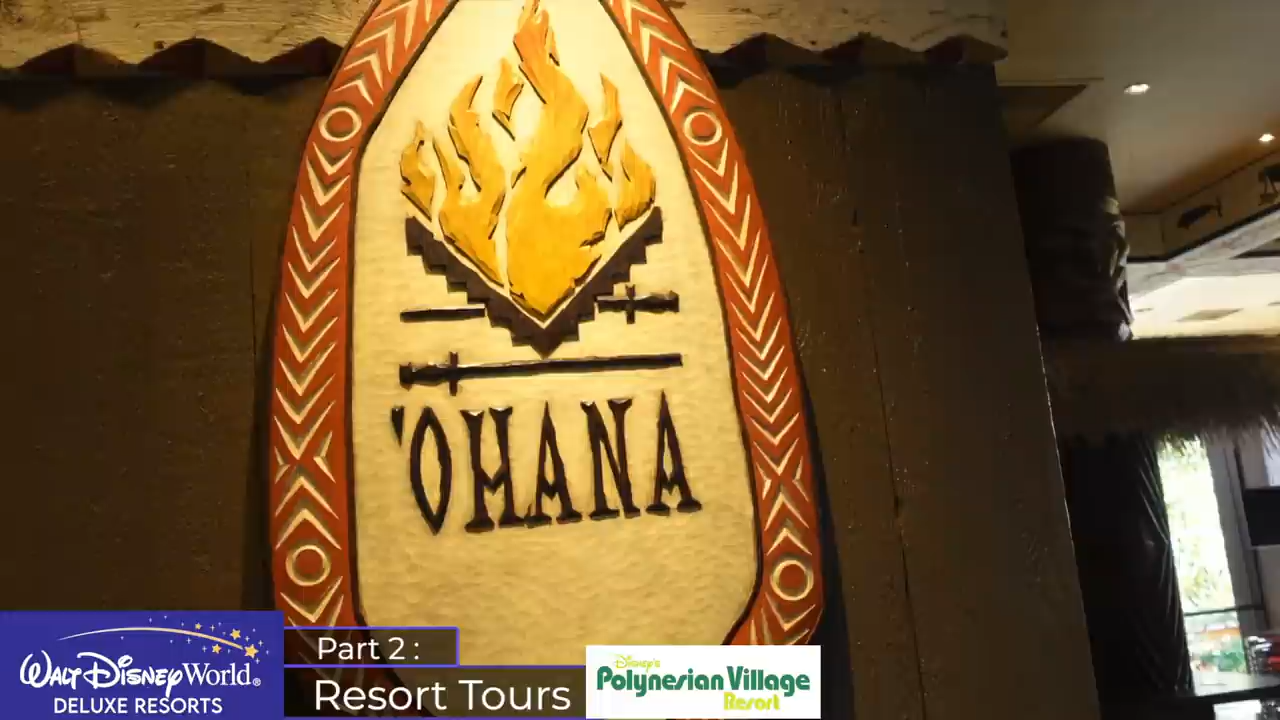 'OHANA
WALT DISNEY World®
DELUXE RESORTS
Part 2 :
Resort Tours
Disney's
Polynesian Village
Resort